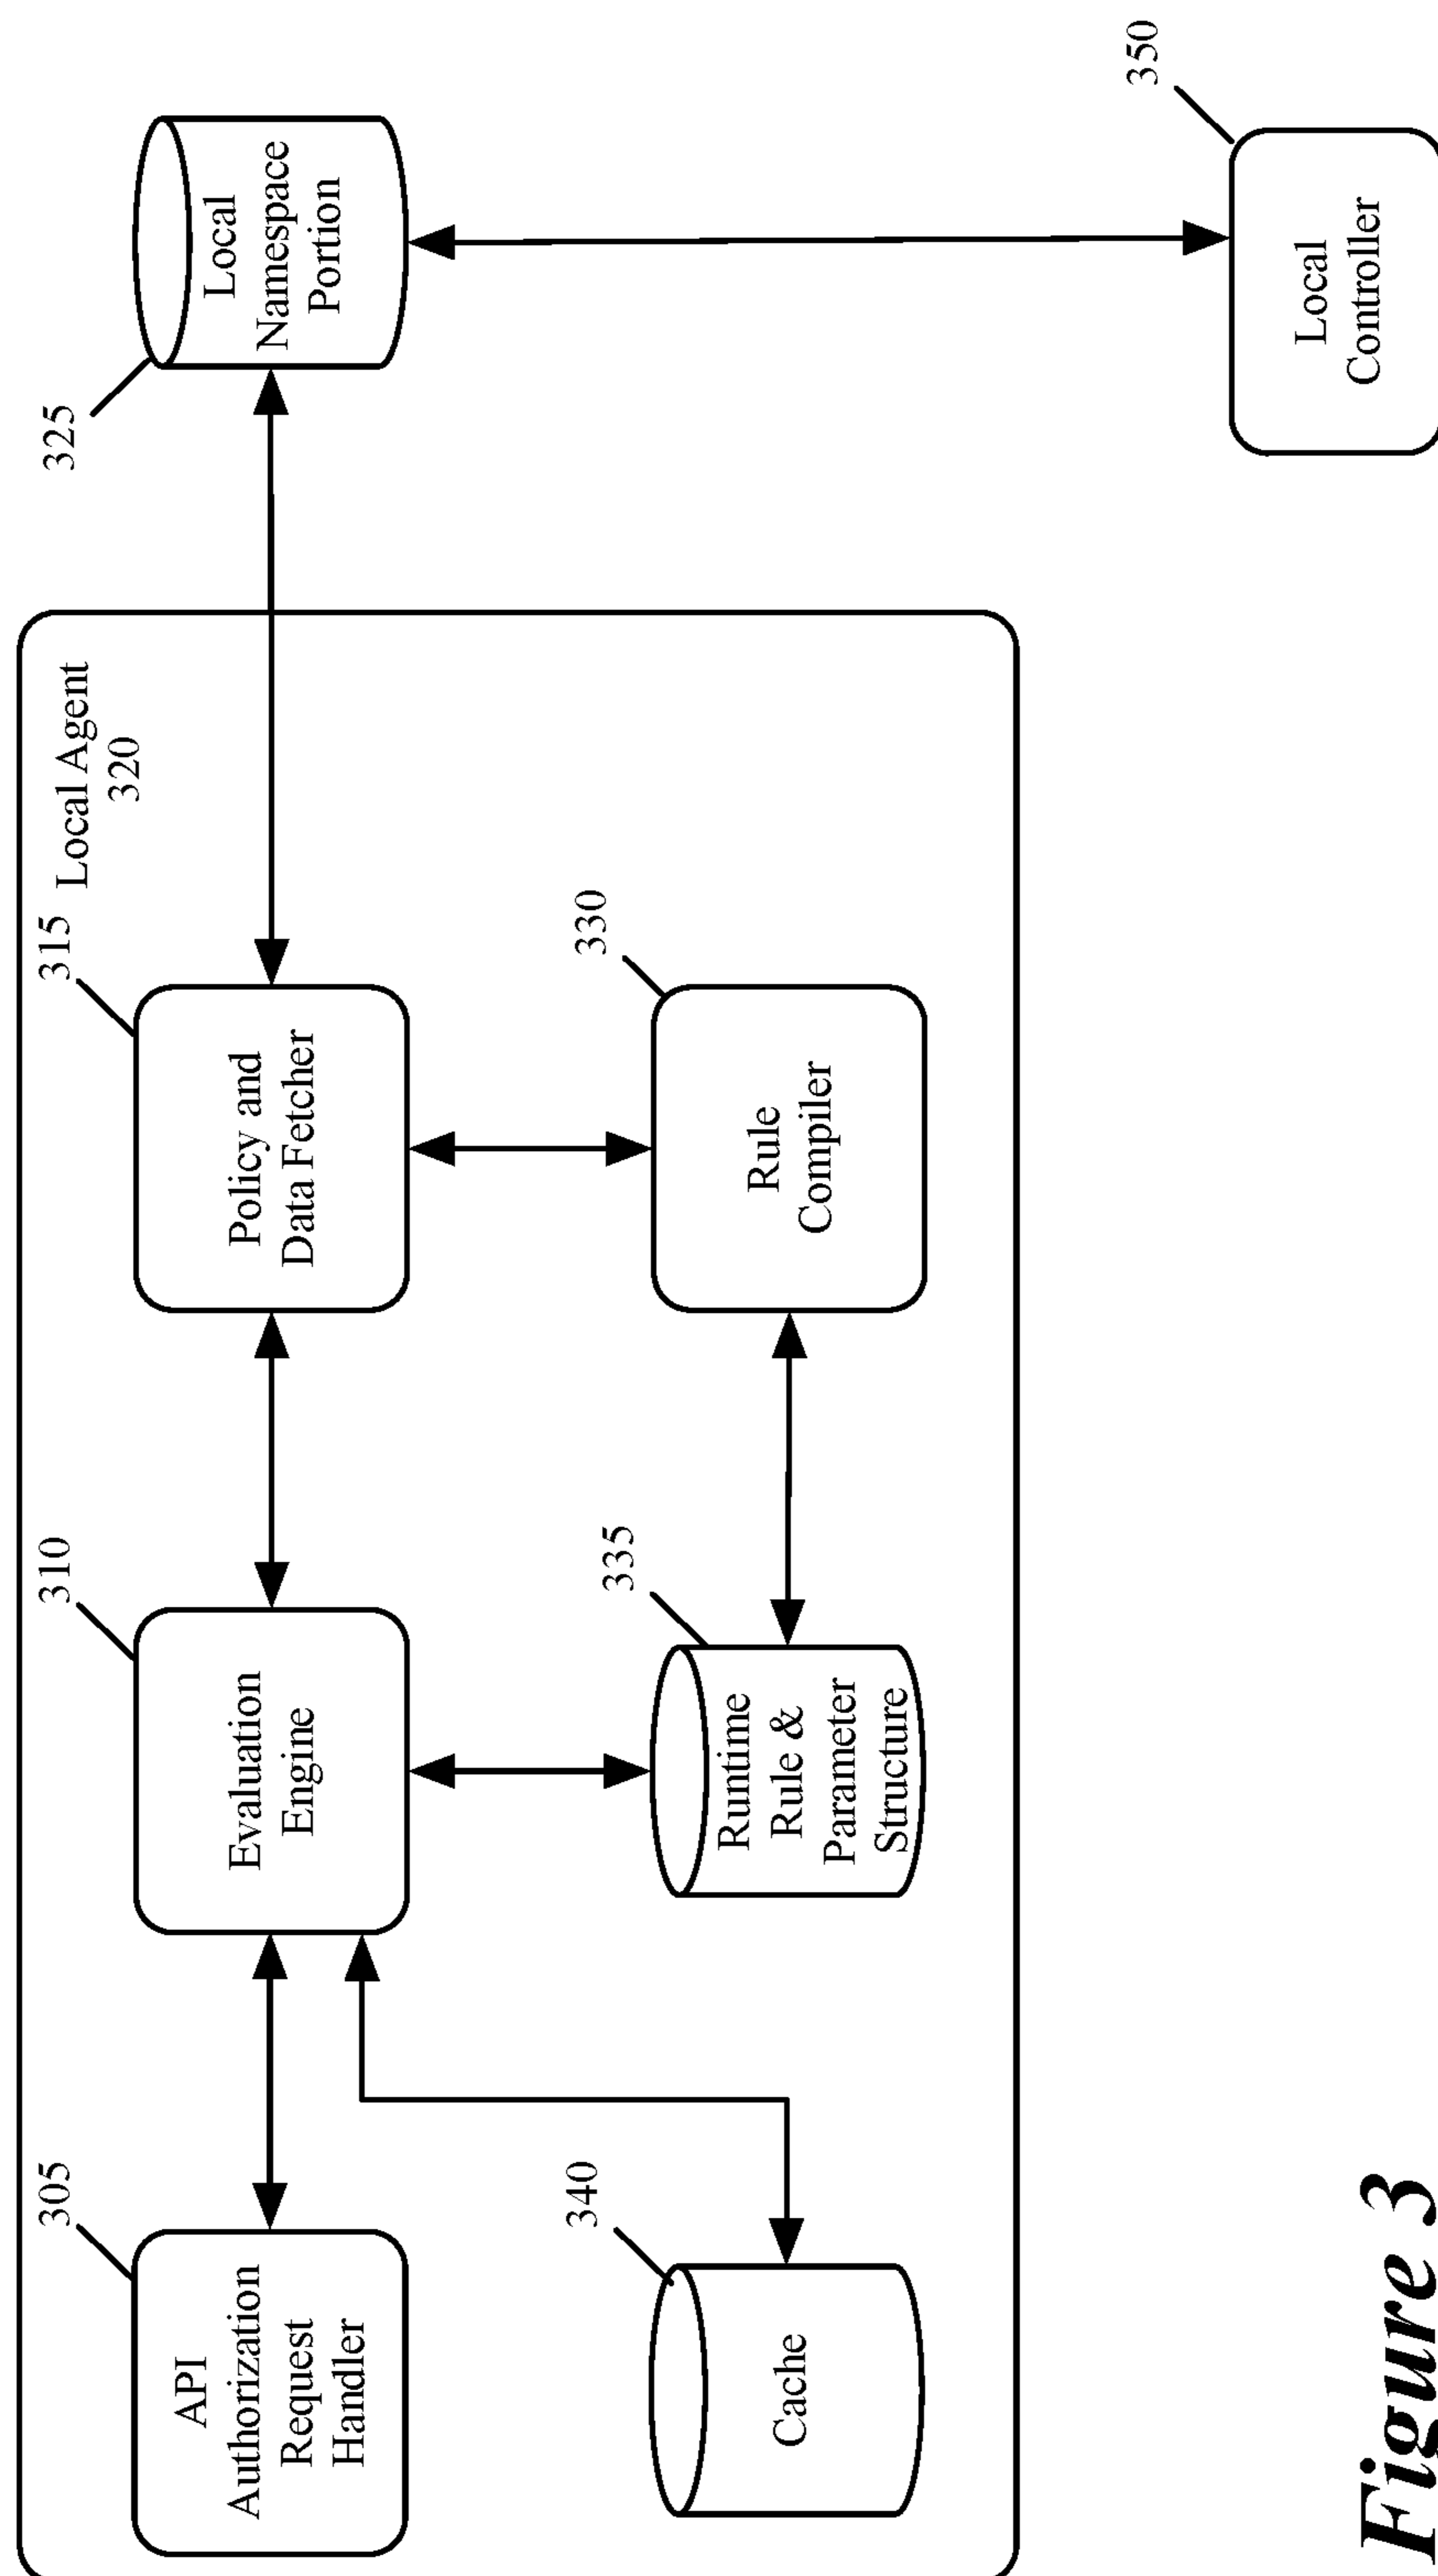 305
310
315
Local Agent
320
325
API
Authorization
Request
Handler
Evaluation
Engine
Policy and
Data Fetcher
Local
Namespace
Portion
340
335
330
Cache
Runtime
Rule &
Parameter
Structure
Rule
Compiler
350
Local
Controller
Figure 3